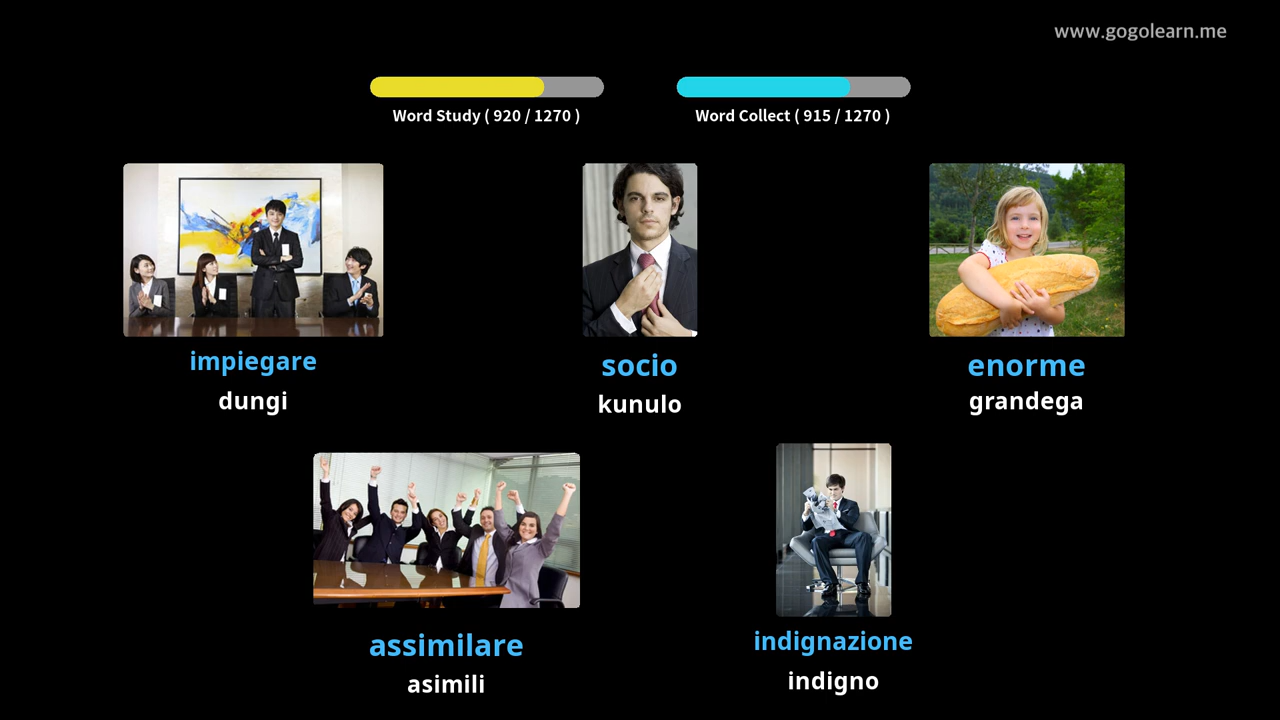 www.gogolearn.me
Word Study ( 920 / 1270 )
Word Collect ( 915 / 1270 )
impiegare
dungi
socio
kunulo
enorme
grandega
assimilare
asimili
indignazione
indigno